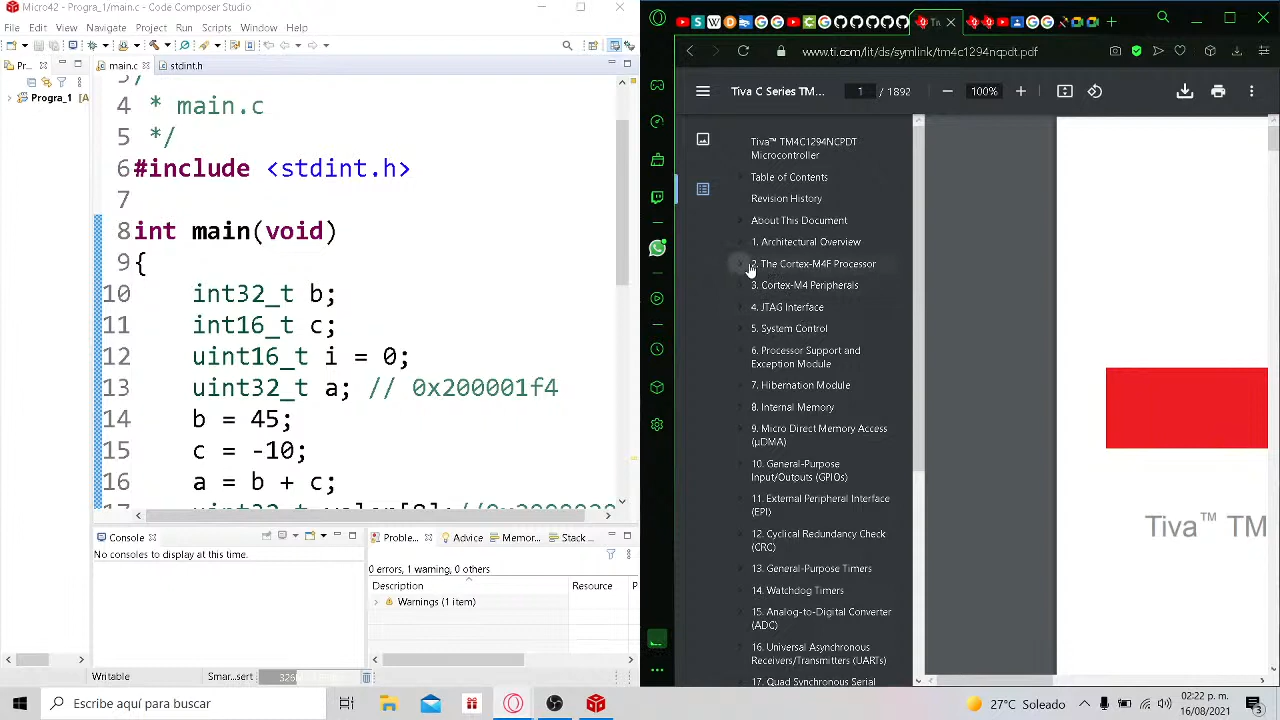 Micro42 - Progra_1/main.c - Code Composer Studio
File Edit View Navigate Project Run Scripts Window Help
Pr...
main.c
stdint.h
Progra_1 [A
4 * main.c
5 */
6 #include <stdint.h>
7
8 int main(void)
9 {
10 int32_t b;
11 int16_t c;
12 uint16_t i = 0;
13 uint32_t a; // 0x200001f4
14 b = 45;
15 c = -10;
16 a = b + c;
Console
No consoles to display at this time.
Proble...
Advice
Memor...
Stack
0 errors, 1 warning, 0 others
Description
Resource
P
Warnings (1 item)
www.ti.com/lit/ds/symlink/tm4c1294ncpdt.pdf
Tiva C Series TM...
1 / 1892
100%
Tiva™ TM4C1294NCPDT
Microcontroller
Table of Contents
Revision History
About This Document
1. Architectural Overview
2. The Cortex-M4F Processor
3. Cortex-M4 Peripherals
4. JTAG Interface
5. System Control
6. Processor Support and
Exception Module
7. Hibernation Module
8. Internal Memory
9. Micro Direct Memory Access
(μDMA)
10. General-Purpose
Input/Outputs (GPIOs)
11. External Peripheral Interface
(EPI)
12. Cyclical Redundancy Check
(CRC)
13. General-Purpose Timers
14. Watchdog Timers
15. Analog-to-Digital Converter
(ADC)
16. Universal Asynchronous
Receivers/Transmitters (UARTs)
17. Quad Synchronous Serial
Tiva™ TM
Escribe aquí para buscar
27°C Soleado
02:22 p. m.
16/08/2021
3